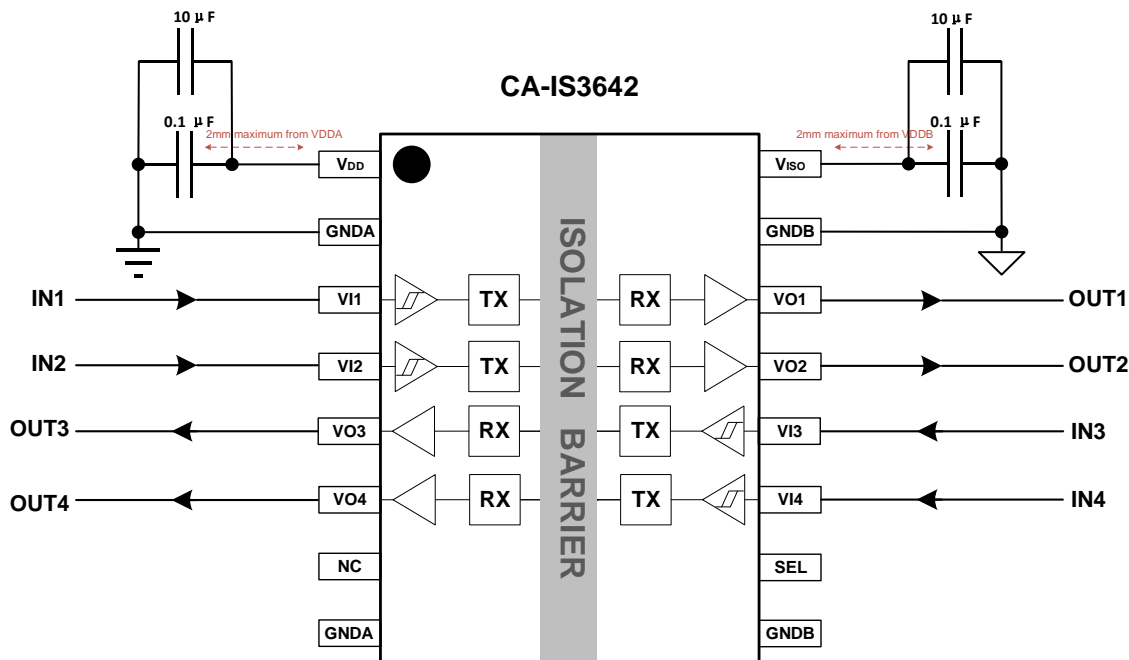 10 μF
10 μF
CA-IS3642
0.1 μF
2mm maximum from VDDA
2mm maximum from VDDB
0.1 μF
VDD
VISO
GNDA
GNDB
ISOLATION BARRIER
IN1
VI1
TX
RX
VO1
OUT1
IN2
VI2
TX
RX
VO2
OUT2
OUT3
VO3
RX
TX
VI3
IN3
OUT4
VO4
RX
TX
VI4
IN4
NC
SEL
GNDA
GNDB